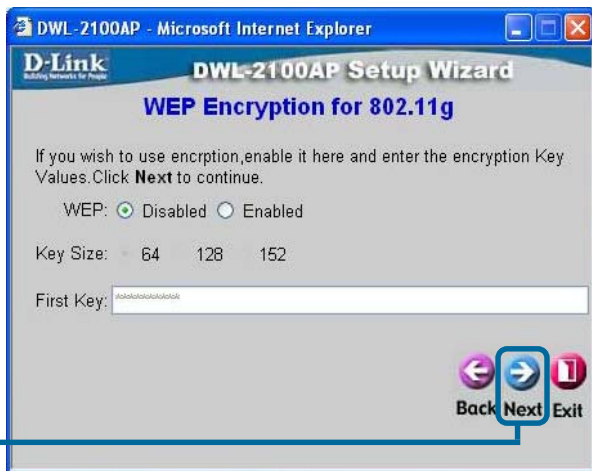 DWL-2100AP - Microsoft Internet Explorer
D-Link
Building Networks for People
DWL-2100AP Setup Wizard
WEP Encryption for 802.11g
If you wish to use encrption,enable it here and enter the encryption Key
Values.Click Next to continue.
WEP: Disabled Enabled
Key Size: 64 128 152
First Key: *************
Back Next Exit